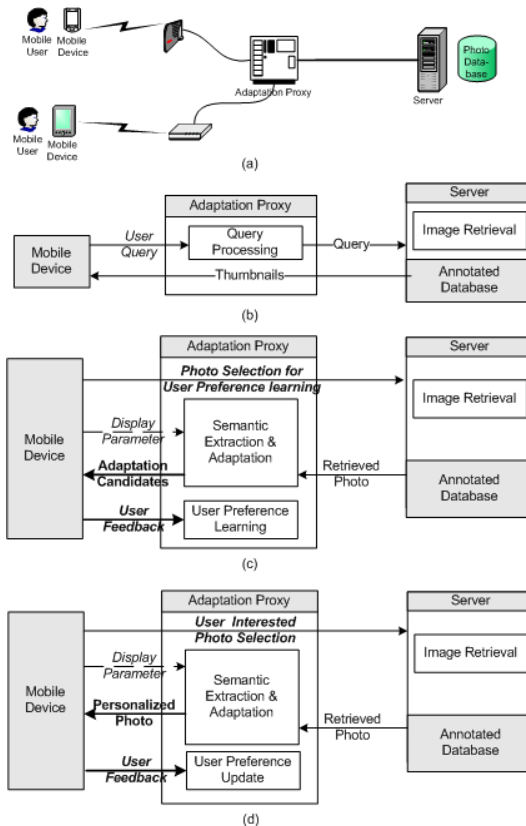 Mobile User
Mobile Device
Adaptation Proxy
Server
Photo Data-base
Mobile User
Mobile Device
(a)
Adaptation Proxy
Server
Mobile Device
User Query
Query Processing
Query
Image Retrieval
Thumbnails
Annotated Database
(b)
Adaptation Proxy
Server
Photo Selection for User Preference learning
Image Retrieval
Mobile Device
Display Parameter
Semantic Extraction & Adaptation
Adaptation Candidates
Retrieved Photo
Annotated Database
User Feedback
User Preference Learning
(c)
Adaptation Proxy
Server
User Interested Photo Selection
Image Retrieval
Mobile Device
Display Parameter
Semantic Extraction & Adaptation
Personalized Photo
Retrieved Photo
Annotated Database
User Feedback
User Preference Update
(d)